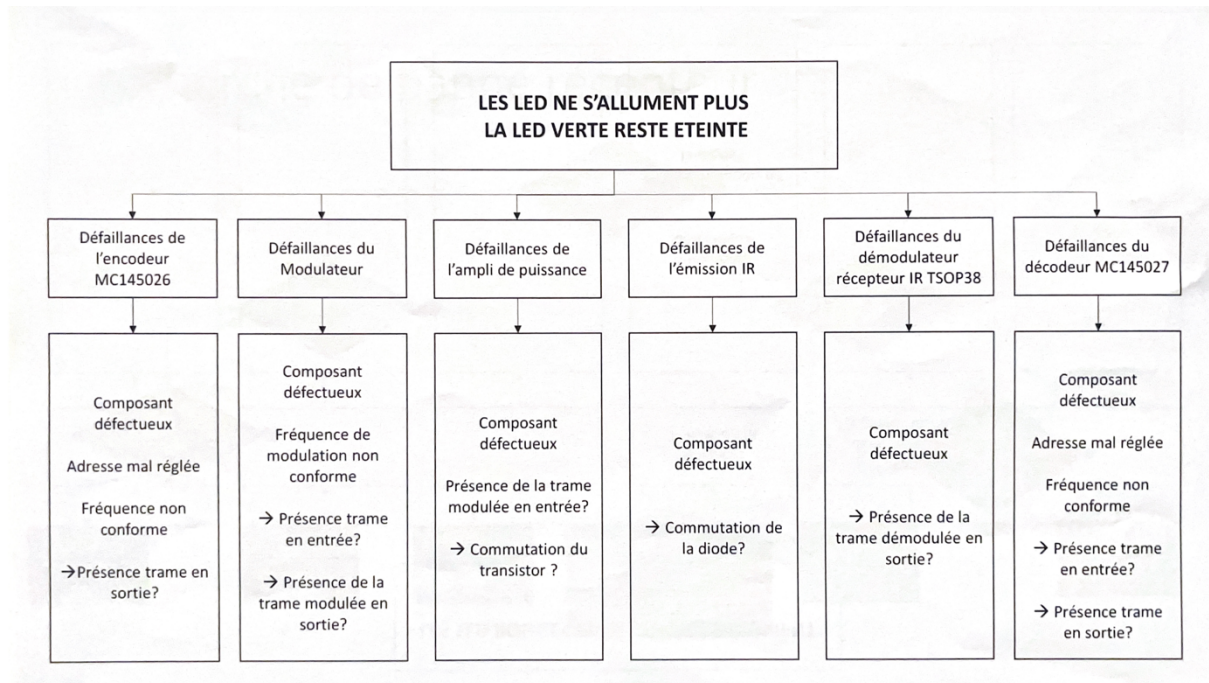 LES LED NE S’ALLUMENT PLUS
LA LED VERTE RESTE ETEINTE
Défaillances de
l’encodeur
MC145026
Défaillances du
Modulateur
Défaillances de
l’ampli de puissance
Défaillances de
l’émission IR
Défaillances du
démodulateur
récepteur IR TSOP38
Défaillances du
décodeur MC145027
Composant
défectueux
Adresse mal réglée
Fréquence non
conforme
→Présence trame en
sortie?
Composant
défectueux
Fréquence de
modulation non
conforme
→ Présence trame
en entrée?
→ Présence de la
trame modulée en
sortie?
Composant
défectueux
Présence de la trame
modulée en entrée?
→ Commutation du
transistor ?
Composant
défectueux
→ Commutation de
la diode?
Composant
défectueux
→ Présence de la
trame démodulée en
sortie?
Composant
défectueux
Adresse mal réglée
Fréquence non
conforme
→ Présence trame
en entrée?
→ Présence trame
en sortie?